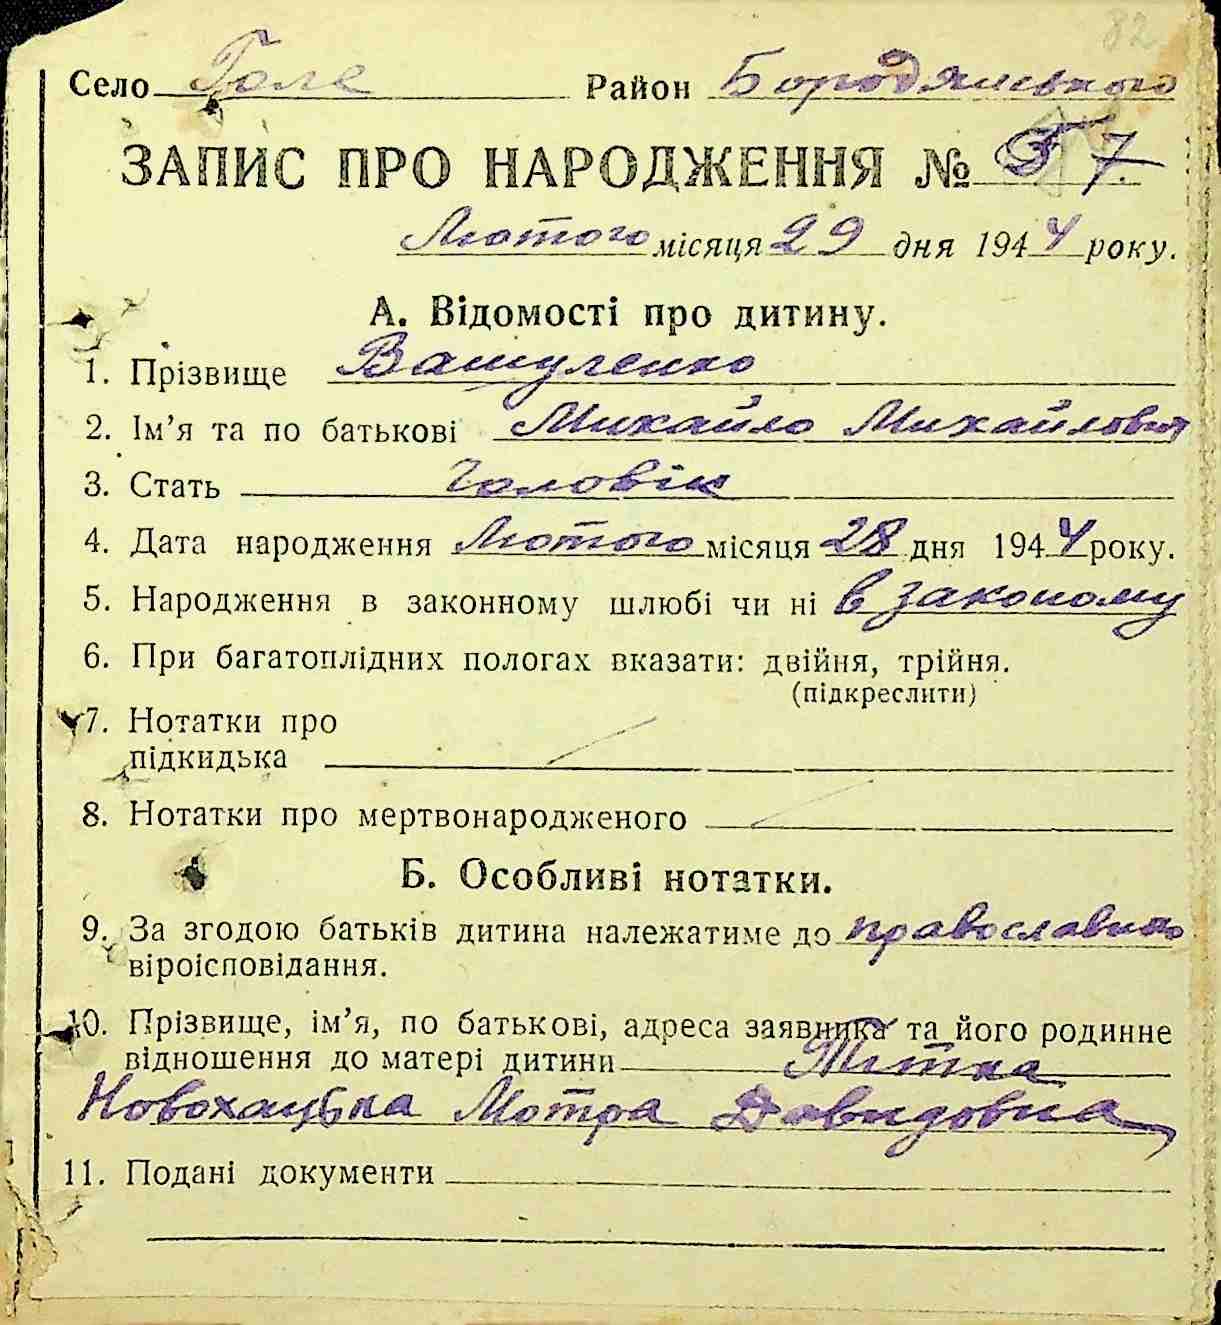 82
Село Голе Район Бородянського
ЗАПИС ПРО НАРОДЖЕННЯ № 7.
Лютого місяця 29 дня 1944 року.
А. Відомості про дитину.
1. Прізвище Вашуленко
2. Ім'я та по батькові Михайло Михайлович
3. Стать Чоловік
4. Дата народження Лютого місяця 28 дня 1944 року.
5. Народження в законному шлюбі чи ні в законому
6. При багатоплідних пологах вказати: двійня, трійня.
(підкреслити)
7. Нотатки про
підкидька
8. Нотатки про мертвонародженого
Б. Особливі нотатки.
9. За згодою батьків дитина належатиме до православного
віроісповідання.
10. Прізвище, ім'я, по батькові, адреса заявника та його родинне
відношення до матері дитини Тітка
Новохацька Мотра Давидовна
11. Подані документи